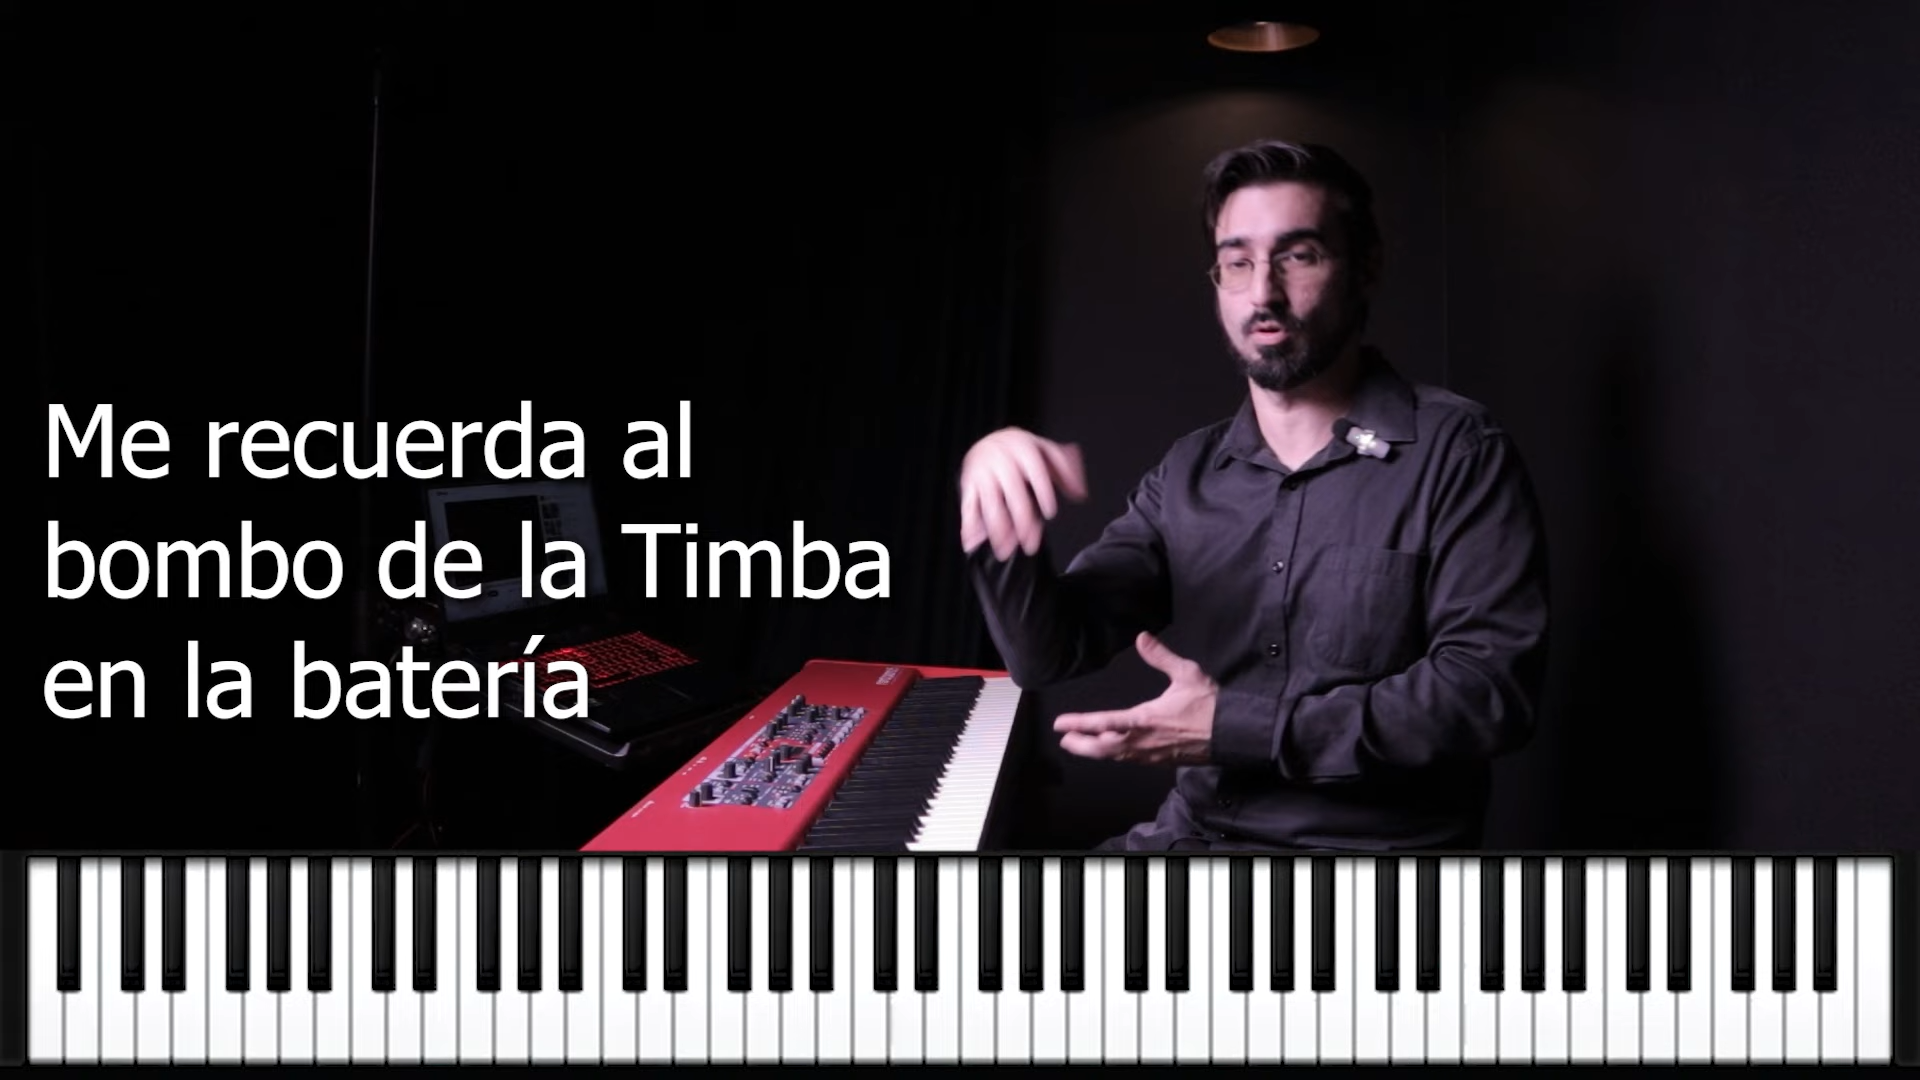 Me recuerda al
bombo de la Timba
en la batería